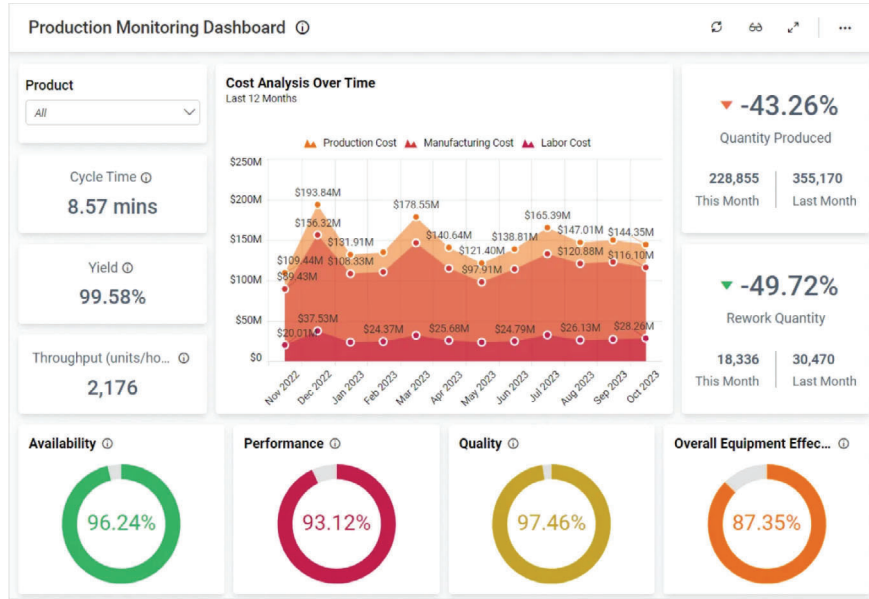 Production Monitoring Dashboard
Product
All
Cycle Time
8.57 mins
Yield
99.58%
Throughput (units/ho...
2,176
Cost Analysis Over Time
Last 12 Months
Production Cost Manufacturing Cost Labor Cost
$250M
$200M
$150M
$100M
$50M
$0
$193.84M
$178.55M
$165.39M
$156.32M
$131.91M
$140.64M
$138.81M
$147.01M
$144.35M
$109.44M
$108.33M
$121.40M
$120.88M
$116.10M
$89.43M
$97.91M
$37.53M
$20.01M
$24.37M
$25.68M
$24.79M
$26.13M
$28.26M
Nov 2022
Dec 2022
Jan 2023
Feb 2023
Mar 2023
Apr 2023
May 2023
Jun 2023
Jul 2023
Aug 2023
Sep 2023
Oct 2023
-43.26%
Quantity Produced
228,855 355,170
This Month Last Month
-49.72%
Rework Quantity
18,336 30,470
This Month Last Month
Availability
96.24%
Performance
93.12%
Quality
97.46%
Overall Equipment Effec...
87.35%